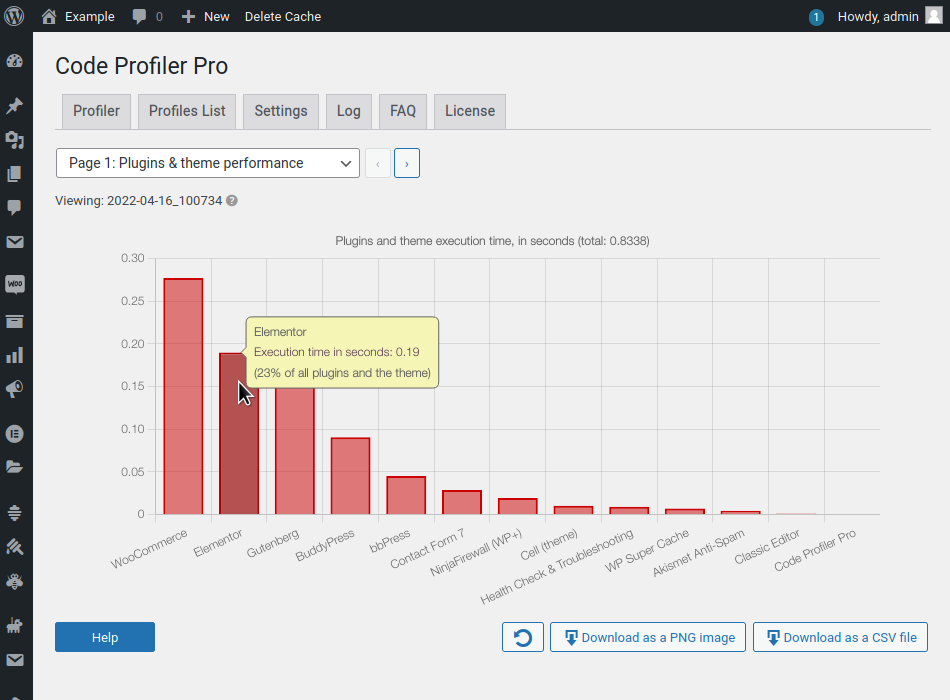 Example
0
New
Delete Cache
1
Howdy, admin
Code Profiler Pro
Profiler
Profiles List
Settings
Log
FAQ
License
Page 1: Plugins & theme performance
‹
›
Viewing: 2022-04-16_100734
?
Plugins and theme execution time, in seconds (total: 0.8338)
0.30
0.25
0.20
0.15
0.10
0.05
0
Elementor
Execution time in seconds: 0.19
(23% of all plugins and the theme)
WooCommerce
Elementor
Gutenberg
BuddyPress
bbPress
Contact Form 7
NinjaFirewall (WP+)
Cell (theme)
Health Check & Troubleshooting
WP Super Cache
Akismet Anti-Spam
Classic Editor
Code Profiler Pro
Woo
Help
Download as a PNG image
Download as a CSV file